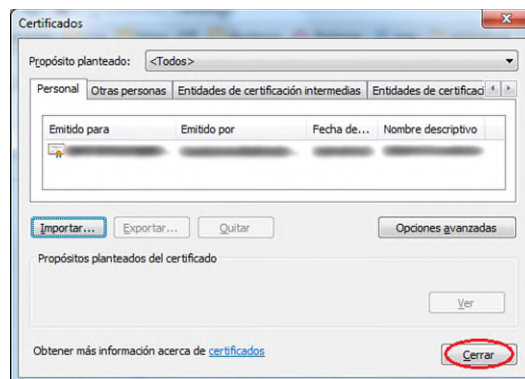 Certificados
Propósito planteado: <Todos>
Personal Otras personas Entidades de certificación intermedias Entidades de certificaci
Emitido para Emitido por Fecha de... Nombre descriptivo
Importar... Exportar... Quitar Opciones avanzadas
Propósitos planteados del certificado
Ver
Obtener más información acerca de certificados
Cerrar